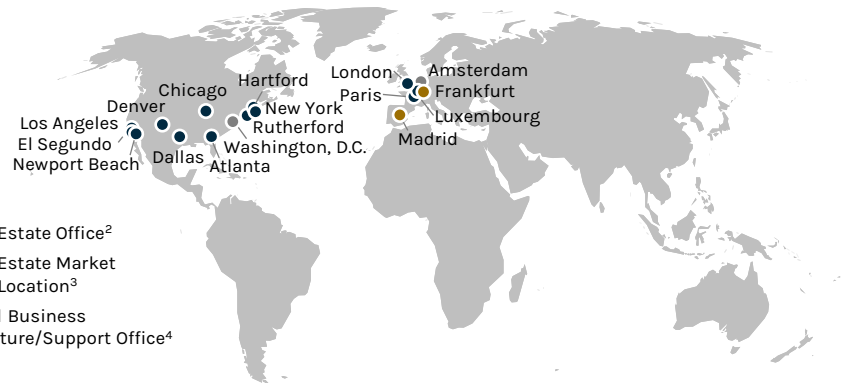 Hartford
Chicago
Denver
New York
Rutherford
Los Angeles
El Segundo
Newport Beach
Washington, D.C.
Dallas
Atlanta
London
Amsterdam
Paris
Frankfurt
Luxembourg
Madrid
Estate Office²
Estate Market
Location³
Business
ture/Support Office⁴